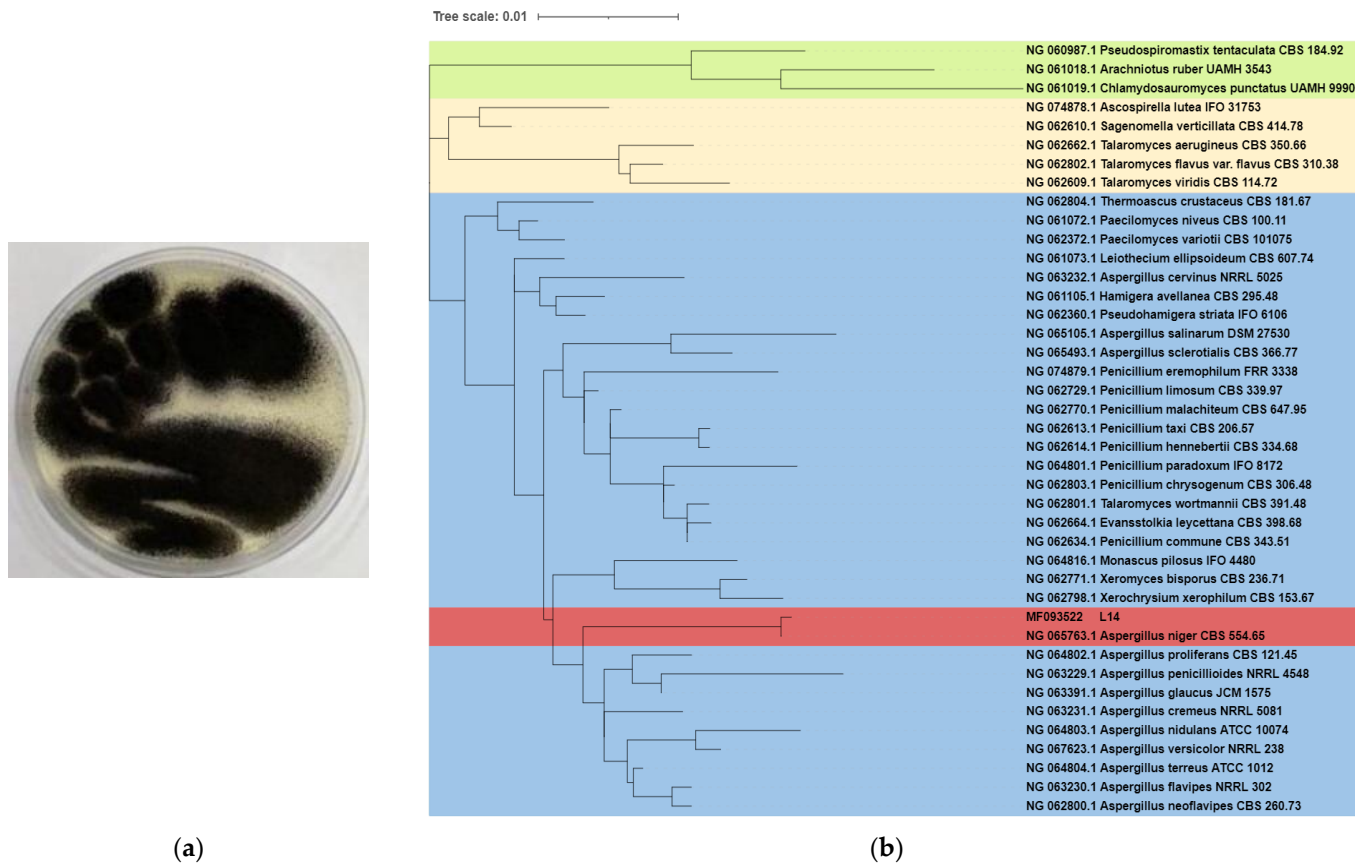 Tree scale: 0.01
NG 060987.1 Pseudospiromastix tentaculata CBS 184.92
NG 061018.1 Arachniotus ruber UAMH 3543
NG 061019.1 Chlamydosauromyces punctatus UAMH 9990
NG 074878.1 Ascospirella lutea IFO 31753
NG 062610.1 Sagenomella verticillata CBS 414.78
NG 062662.1 Talaromyces aerugineus CBS 350.66
NG 062802.1 Talaromyces flavus var. flavus CBS 310.38
NG 062609.1 Talaromyces viridis CBS 114.72
NG 062804.1 Thermoascus crustaceus CBS 181.67
NG 061072.1 Paecilomyces niveus CBS 100.11
NG 062372.1 Paecilomyces variotii CBS 101075
NG 061073.1 Leiothecium ellipsoideum CBS 607.74
NG 063232.1 Aspergillus cervinus NRRL 5025
NG 061105.1 Hamigera avellanea CBS 295.48
NG 062360.1 Pseudohamigera striata IFO 6106
NG 065105.1 Aspergillus salinarum DSM 27530
NG 065493.1 Aspergillus sclerotialis CBS 366.77
NG 074879.1 Penicillium eremophilum FRR 3338
NG 062729.1 Penicillium limosum CBS 339.97
NG 062770.1 Penicillium malachiteum CBS 647.95
NG 062613.1 Penicillium taxi CBS 206.57
NG 062614.1 Penicillium hennebertii CBS 334.68
NG 064801.1 Penicillium paradoxum IFO 8172
NG 062803.1 Penicillium chrysogenum CBS 306.48
NG 062801.1 Talaromyces wortmannii CBS 391.48
NG 062664.1 Evansstolkia leycettana CBS 398.68
NG 062634.1 Penicillium commune CBS 343.51
NG 064816.1 Monascus pilosus IFO 4480
NG 062771.1 Xeromyces bisporus CBS 236.71
NG 062798.1 Xerochrysium xerophilum CBS 153.67
MF093522 L14
NG 065763.1 Aspergillus niger CBS 554.65
NG 064802.1 Aspergillus proliferans CBS 121.45
NG 063229.1 Aspergillus penicillioides NRRL 4548
NG 063391.1 Aspergillus glaucus JCM 1575
NG 063231.1 Aspergillus cremeus NRRL 5081
NG 064803.1 Aspergillus nidulans ATCC 10074
NG 067623.1 Aspergillus versicolor NRRL 238
NG 064804.1 Aspergillus terreus ATCC 1012
NG 063230.1 Aspergillus flavipes NRRL 302
NG 062800.1 Aspergillus neoflavipes CBS 260.73
(a)
(b)